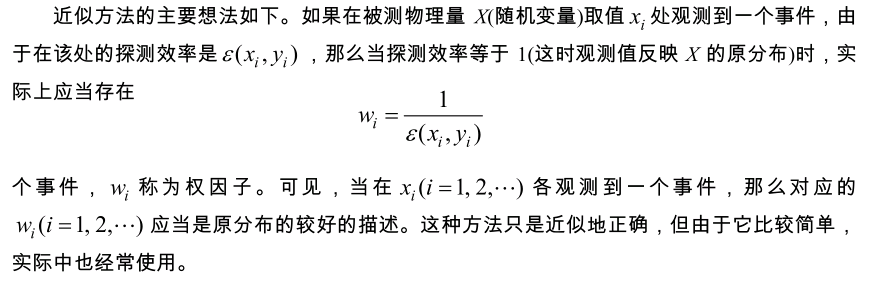 近似方法的主要想法如下。如果在被测物理量 X(随机变量)取值 x_i 处观测到一个事件，由
于在该处的探测效率是 ε(x_i, y_i) ，那么当探测效率等于 1(这时观测值反映 X 的原分布)时，实
际上应当存在
w_i = 1 / ε(x_i, y_i)
个事件， w_i 称为权因子。可见，当在 x_i (i = 1, 2, ⋯) 各观测到一个事件，那么对应的
w_i (i = 1, 2, ⋯) 应当是原分布的较好的描述。这种方法只是近似地正确，但由于它比较简单，
实际中也经常使用。